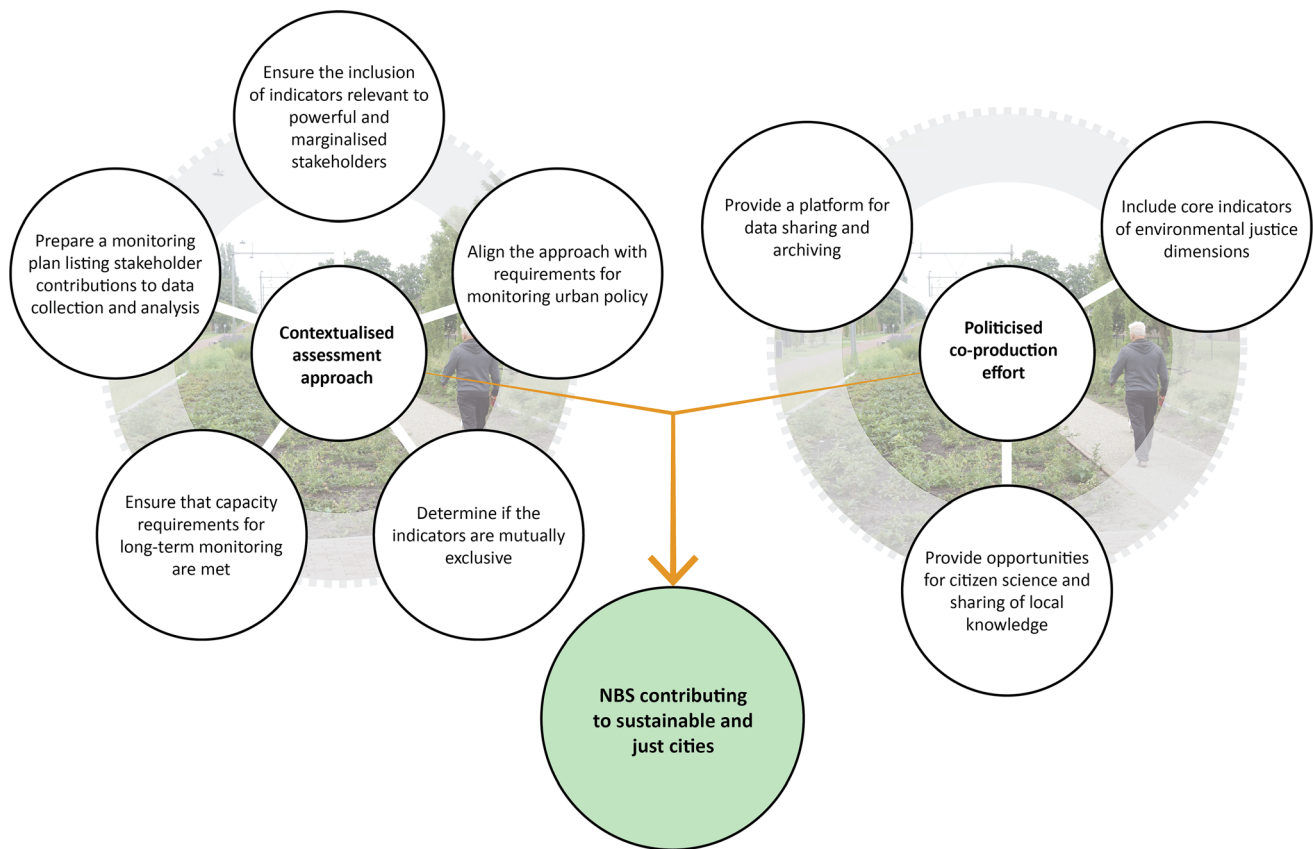 Ensure the inclusion
of indicators relevant to
powerful and
marginalised
stakeholders
Prepare a monitoring
plan listing stakeholder
contributions to data
collection and analysis
Align the approach with
requirements for
monitoring urban policy
Contextualised
assessment
approach
Ensure that capacity
requirements for
long-term monitoring
are met
Determine if the
indicators are mutually
exclusive
Provide a platform for
data sharing and
archiving
Include core indicators
of environmental justice
dimensions
Politicised
co-production
effort
Provide opportunities
for citizen science and
sharing of local
knowledge
NBS contributing
to sustainable and
just cities